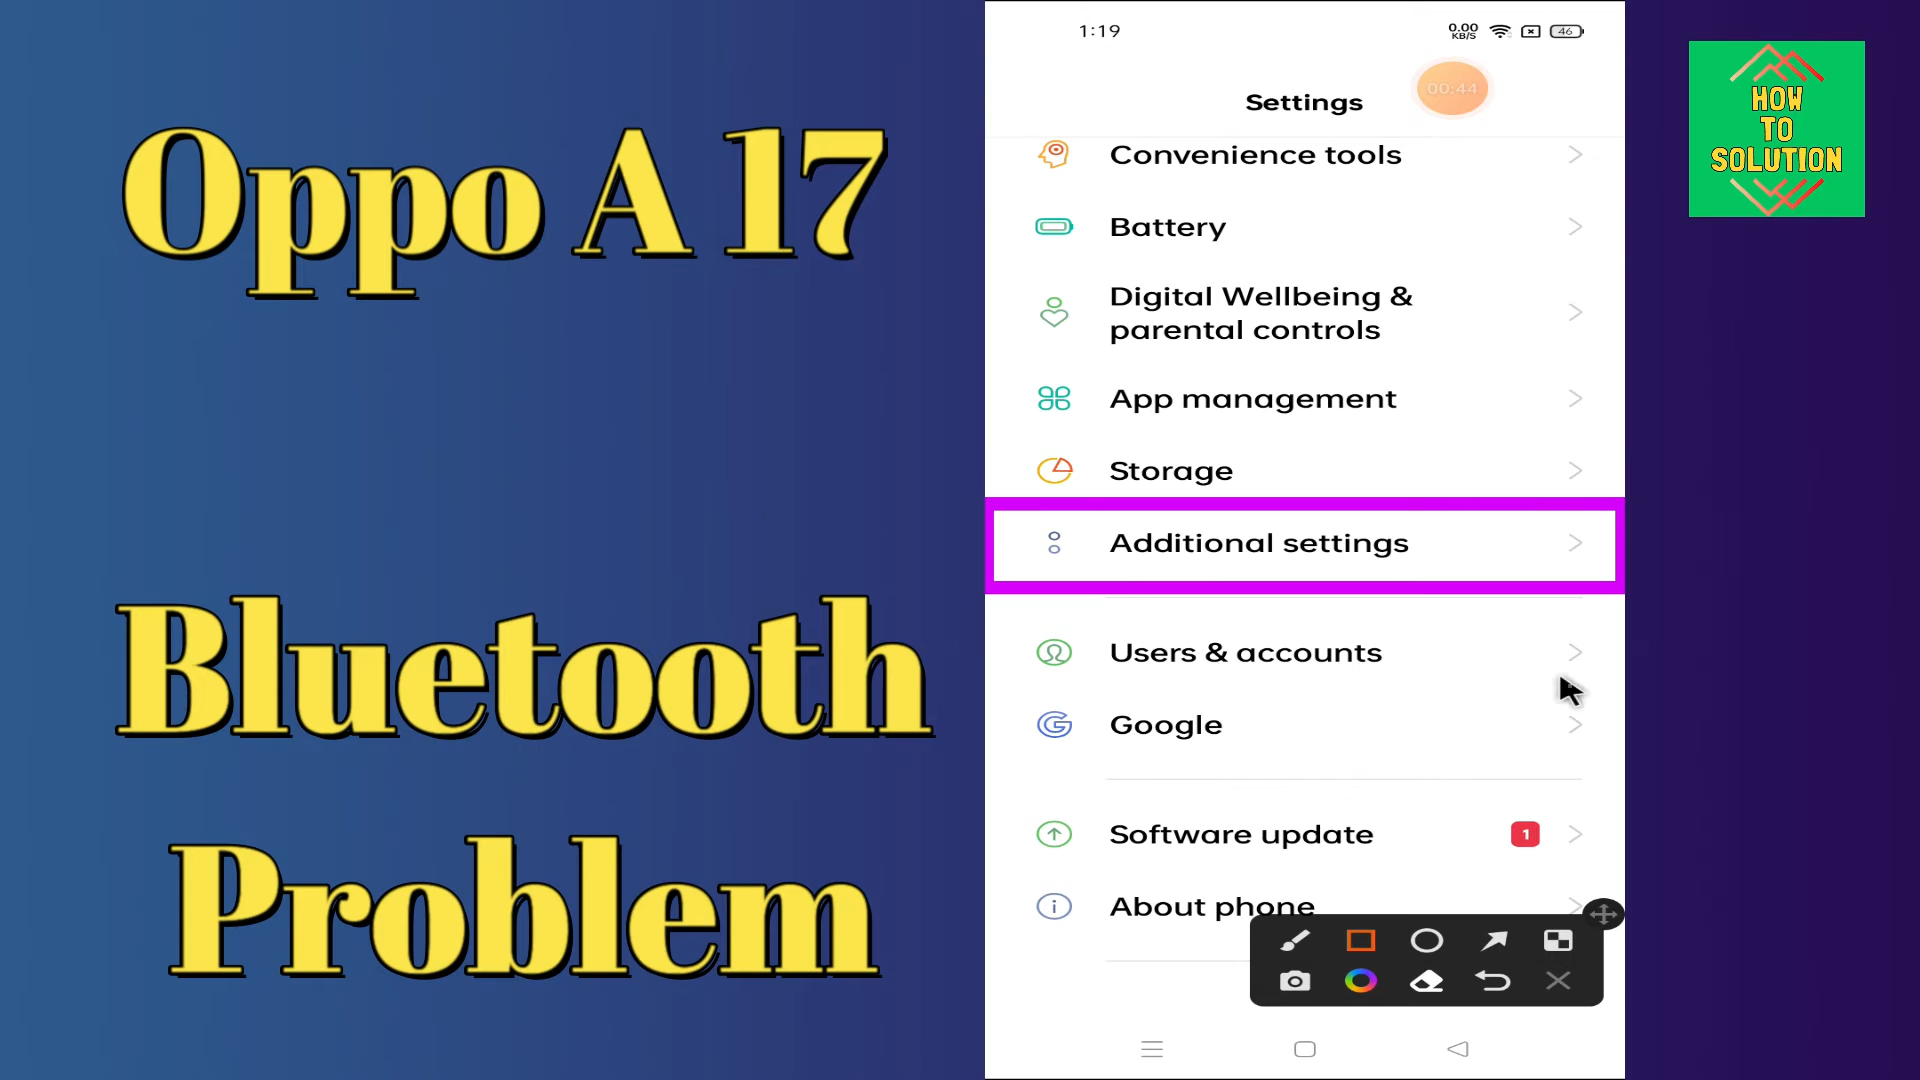 Oppo A 17
Bluetooth
Problem
1:19
0.00
KB/S
46
Settings
00:44
Convenience tools
Battery
Digital Wellbeing &
parental controls
App management
Storage
Additional settings
Users & accounts
Google
Software update
1
About phone
HOW
TO
SOLUTION